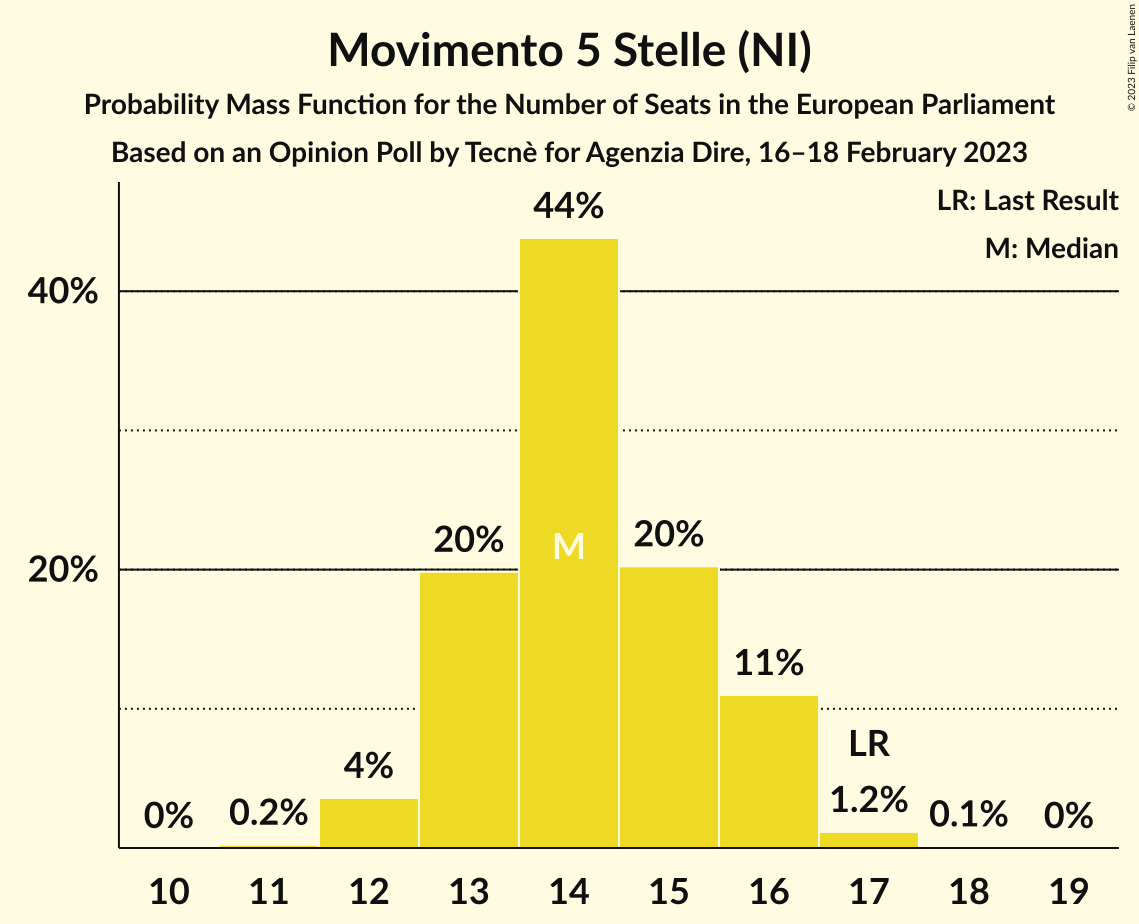 Movimento 5 Stelle (NI)
Probability Mass Function for the Number of Seats in the European Parliament
Based on an Opinion Poll by Tecnè for Agenzia Dire, 16–18 February 2023
© 2023 Filip van Laenen
LR: Last Result
M: Median
44%
40%
20%
M
20%
20%
11%
LR
4%
1.2%
0%
0.2%
0.1%
0%
10 11 12 13 14 15 16 17 18 19